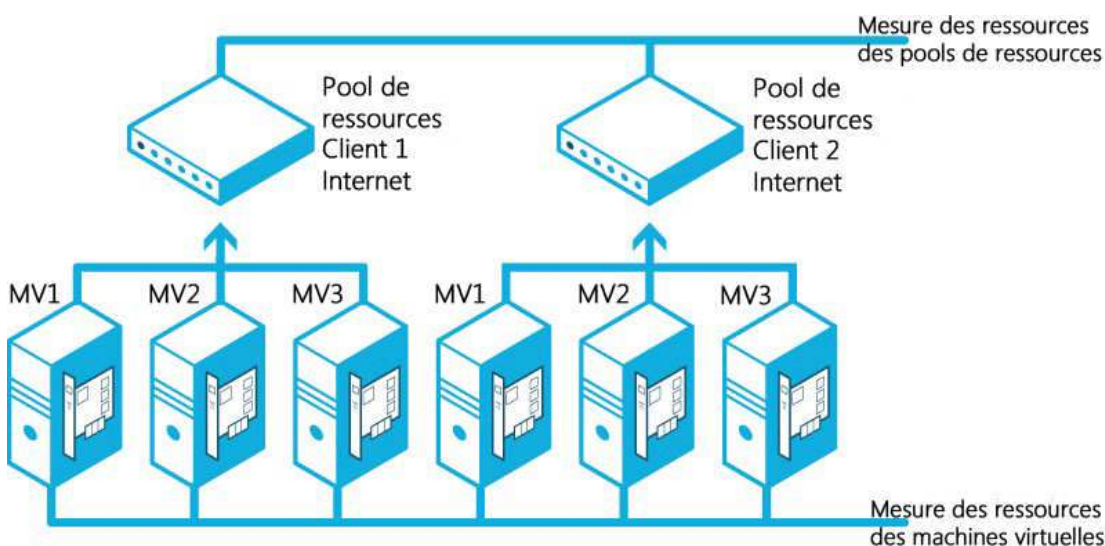 Mesure des ressources
des pools de ressources
Pool de
ressources
Client 1
Internet
Pool de
ressources
Client 2
Internet
MV1
MV2
MV3
MV1
MV2
MV3
Mesure des ressources
des machines virtuelles